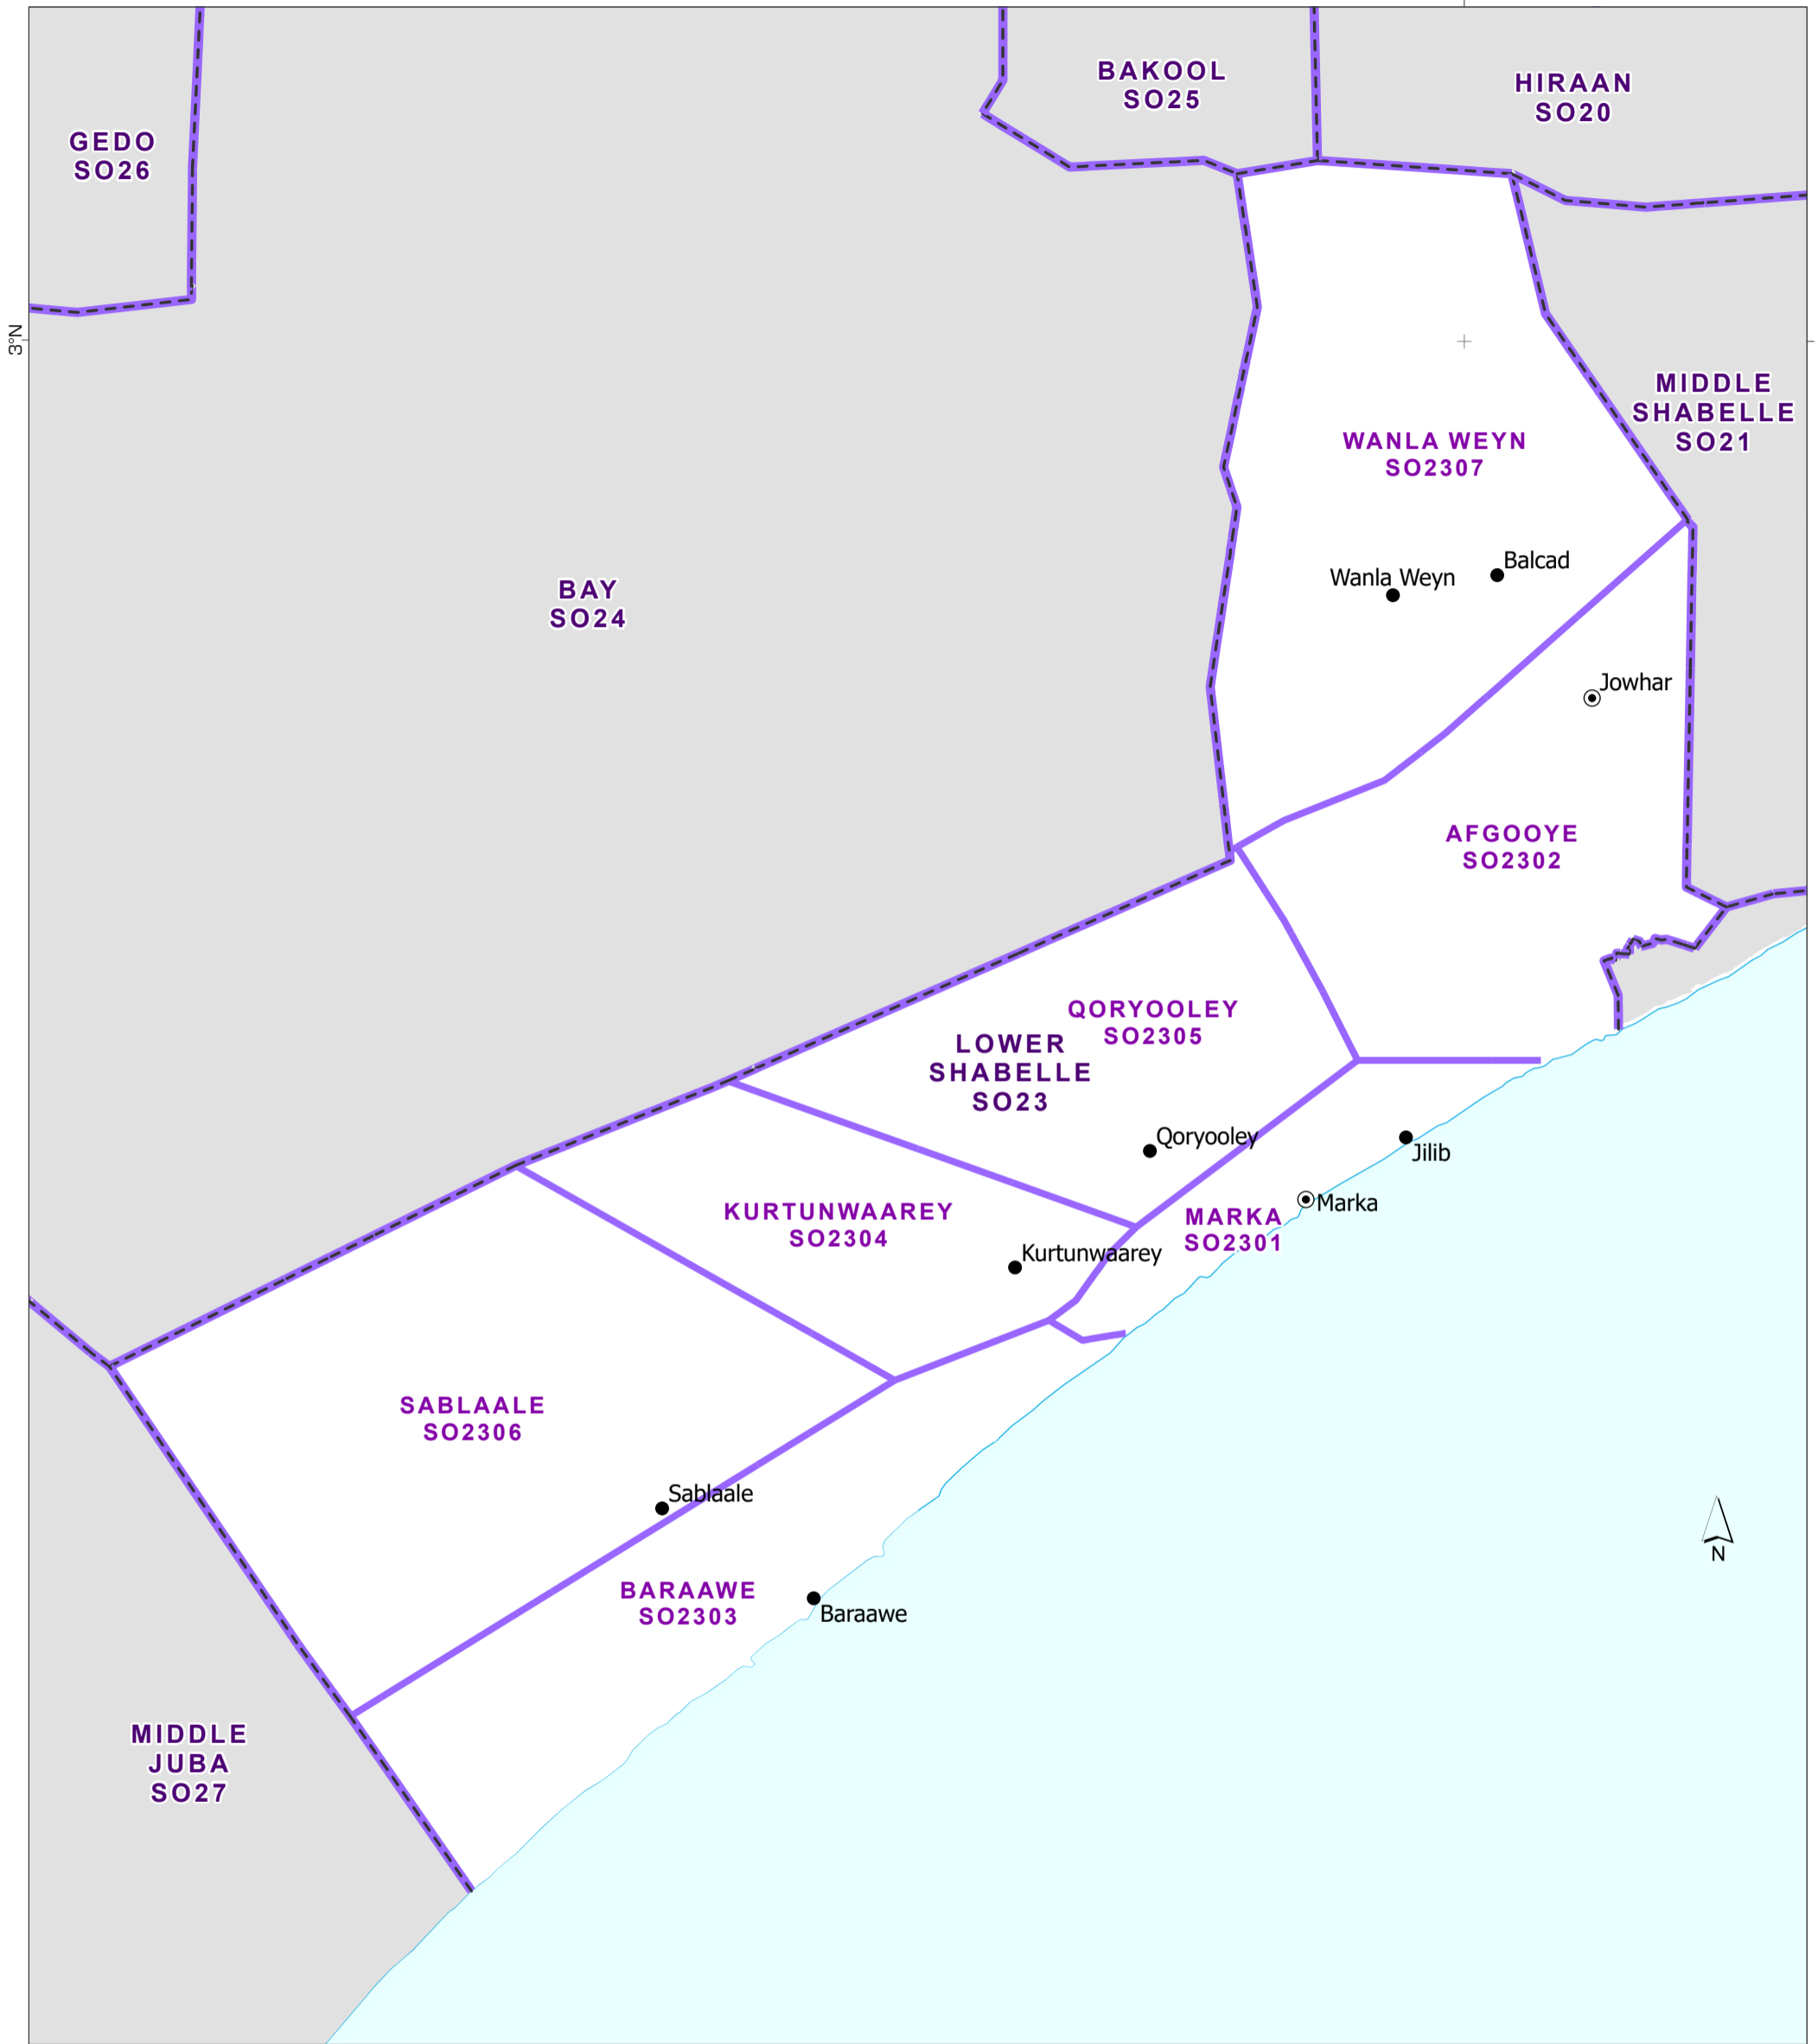 BAKOOL
SO25
HIRAAN
SO20
GEDO
SO26
3°N
MIDDLE
SHABELLE
SO21
WANLA WEYN
SO2307
Balcad
Wanla Weyn
BAY
SO24
Jowhar
AFGOOYE
SO2302
QORYOOLEY
SO2305
LOWER
SHABELLE
SO23
Qoryooley
Jilib
Marka
MARKA
SO2301
KURTUNWAAREY
SO2304
Kurtunwaarey
SABLAALE
SO2306
Sablaale
N
BARAAWE
SO2303
Baraawe
MIDDLE
JUBA
SO27